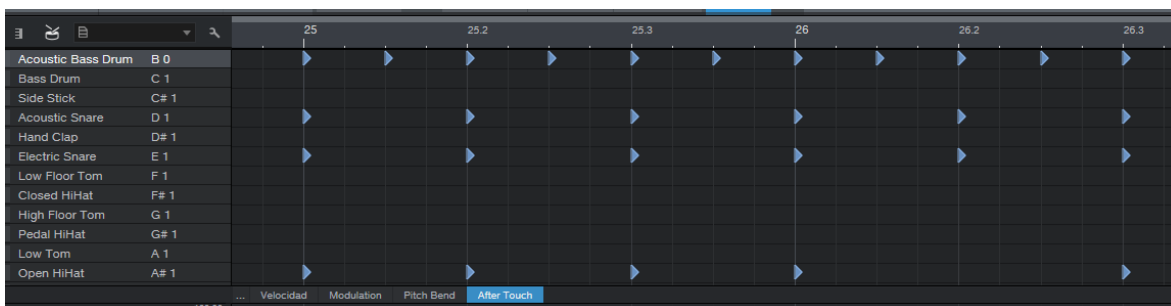 25 25.2 25.3 26 26.2 26.3
Acoustic Bass Drum B 0
Bass Drum C 1
Side Stick C# 1
Acoustic Snare D 1
Hand Clap D# 1
Electric Snare E 1
Low Floor Tom F 1
Closed HiHat F# 1
High Floor Tom G 1
Pedal HiHat G# 1
Low Tom A 1
Open HiHat A# 1
... Velocidad Modulation Pitch Bend After Touch